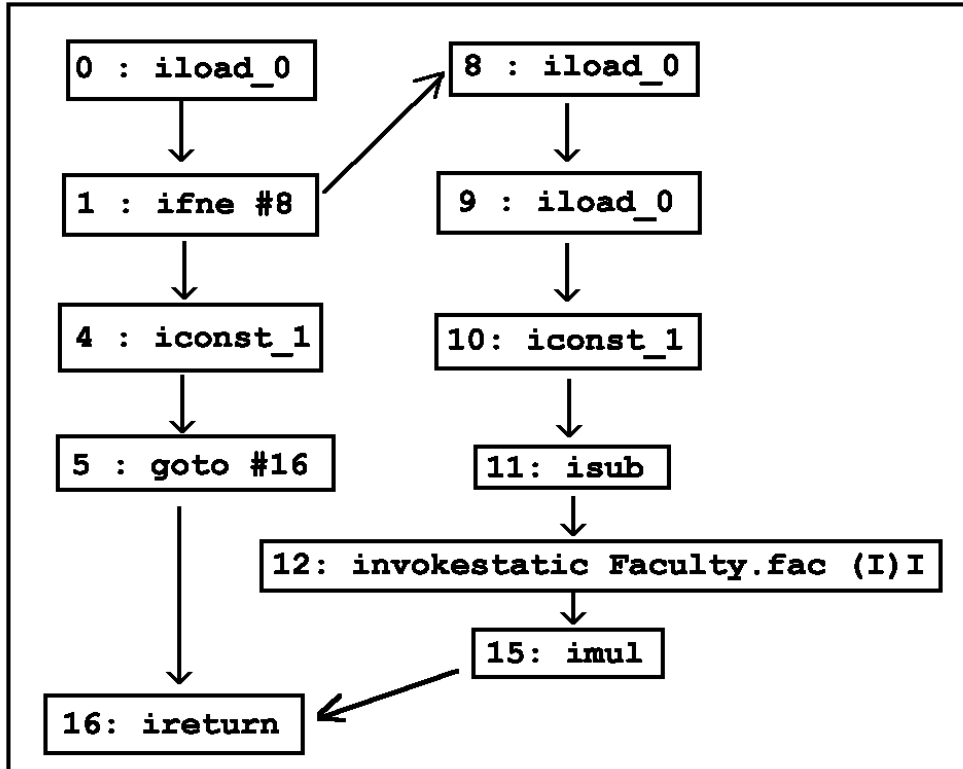 0 : iload_0
1 : ifne #8
4 : iconst_1
5 : goto #16
8 : iload_0
9 : iload_0
10: iconst_1
11: isub
12: invokestatic Faculty.fac (I)I
15: imul
16: ireturn